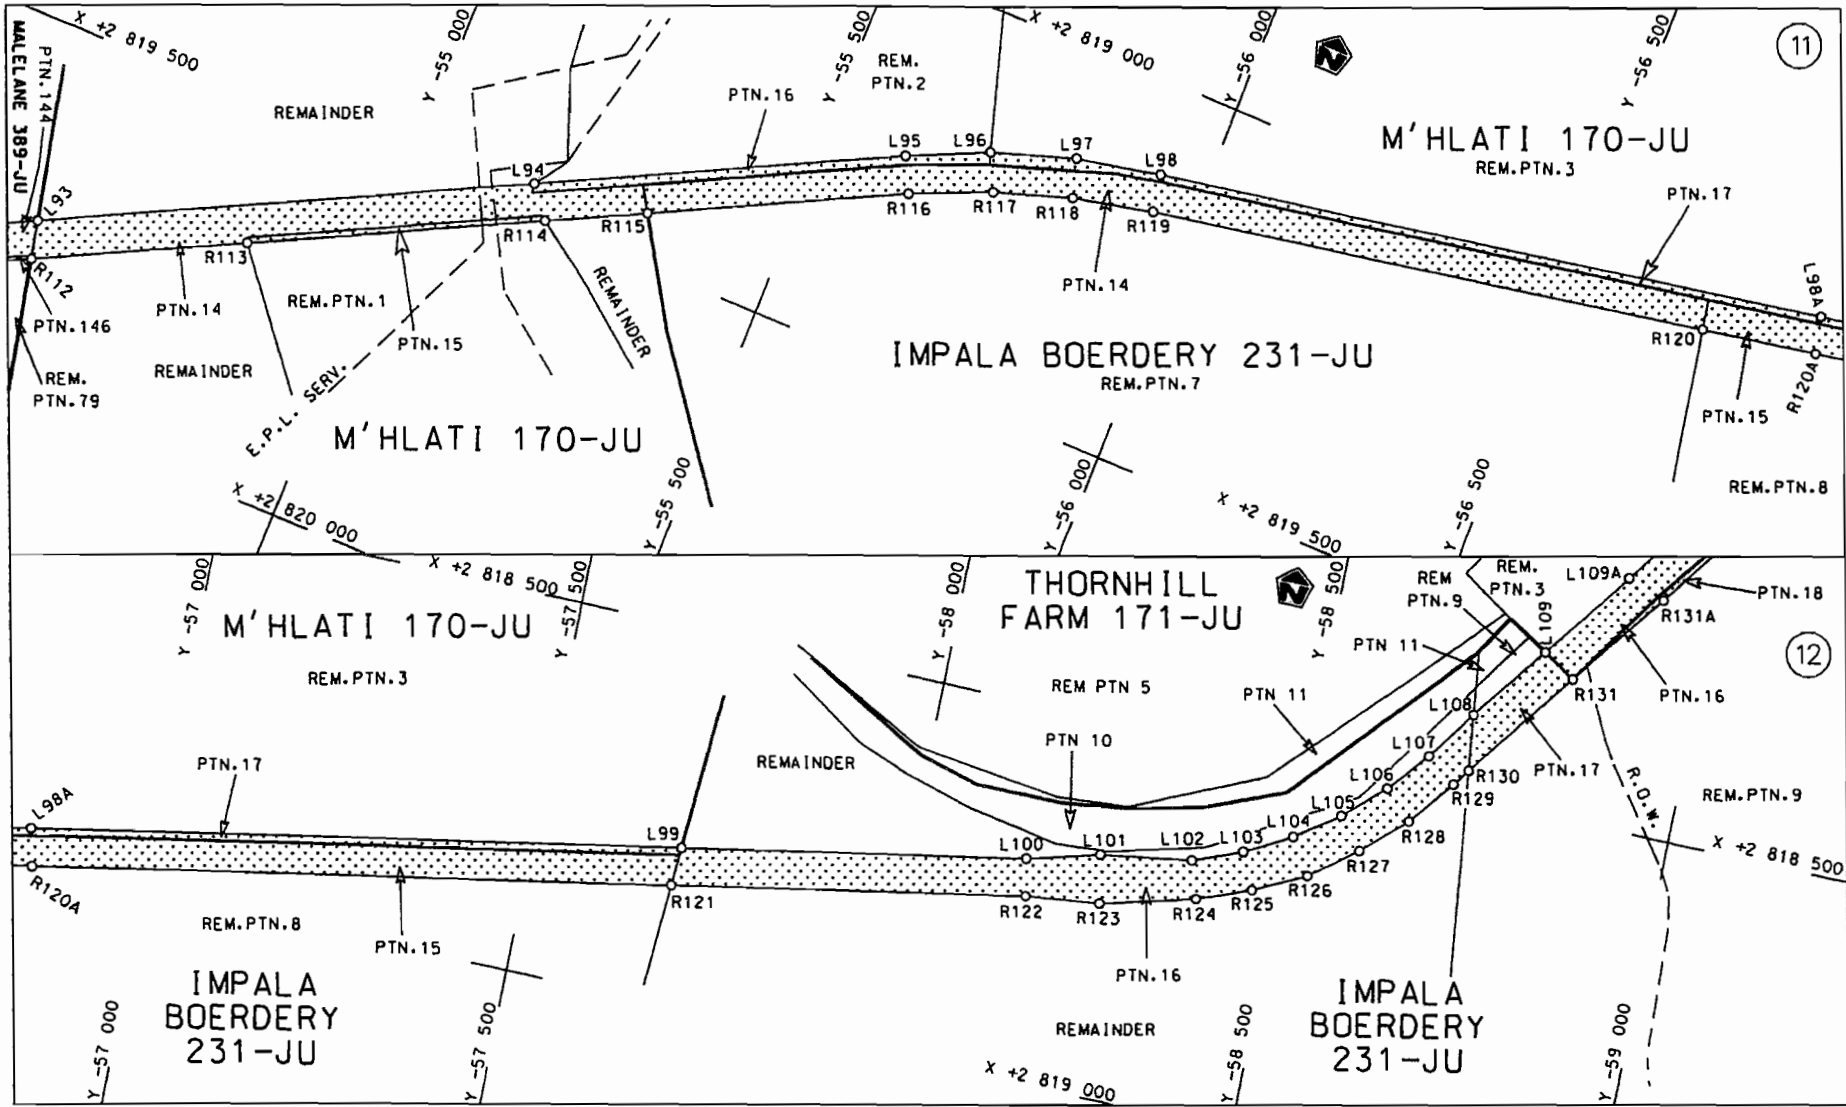 X +2 819 500
Y -55 000
Y -55 500
X +2 819 000
Y -56 000
Y -56 500
11
MALELANE 389-JU
PTN.144
REMAINDER
PTN.16
REM.
PTN.2
N
M'HLATI 170-JU
REM.PTN.3
L93
L94
L95
L96
L97
L98
PTN.17
L98A
R112
R113
R114
R115
R116
R117
R118
R119
R120
R120A
PTN.146
PTN.14
REM.PTN.1
PTN.15
REMAINDER
PTN.14
REM.
PTN.79
REMAINDER
E.P.L. SERV.
IMPALA BOERDERY 231-JU
REM.PTN.7
PTN.15
M'HLATI 170-JU
REM.PTN.8
X +2 820 000
Y -55 500
Y -56 000
X +2 819 500
Y -56 500
Y -57 000
X +2 818 500
Y -57 500
Y -58 000
THORNHILL
FARM 171-JU
N
Y -58 500
REM
PTN.9
REM.
PTN.3
L109A
PTN.18
M'HLATI 170-JU
REM.PTN.3
REM PTN 5
PTN 11
PTN 11
L109
R131A
12
R131
PTN.16
PTN.17
REMAINDER
PTN 10
L108
L107
L106
L105
R130
PTN.17
R129
R.O.W.
REM.PTN.9
L98A
L99
L100
L101
L102
L103
L104
R128
R127
X +2 818 500
R120A
R121
R122
R123
R124
R125
R126
REM.PTN.8
PTN.15
PTN.16
IMPALA
BOERDERY
231-JU
REMAINDER
IMPALA
BOERDERY
231-JU
Y -57 000
Y -57 500
X +2 819 000
Y -58 500
Y -59 000